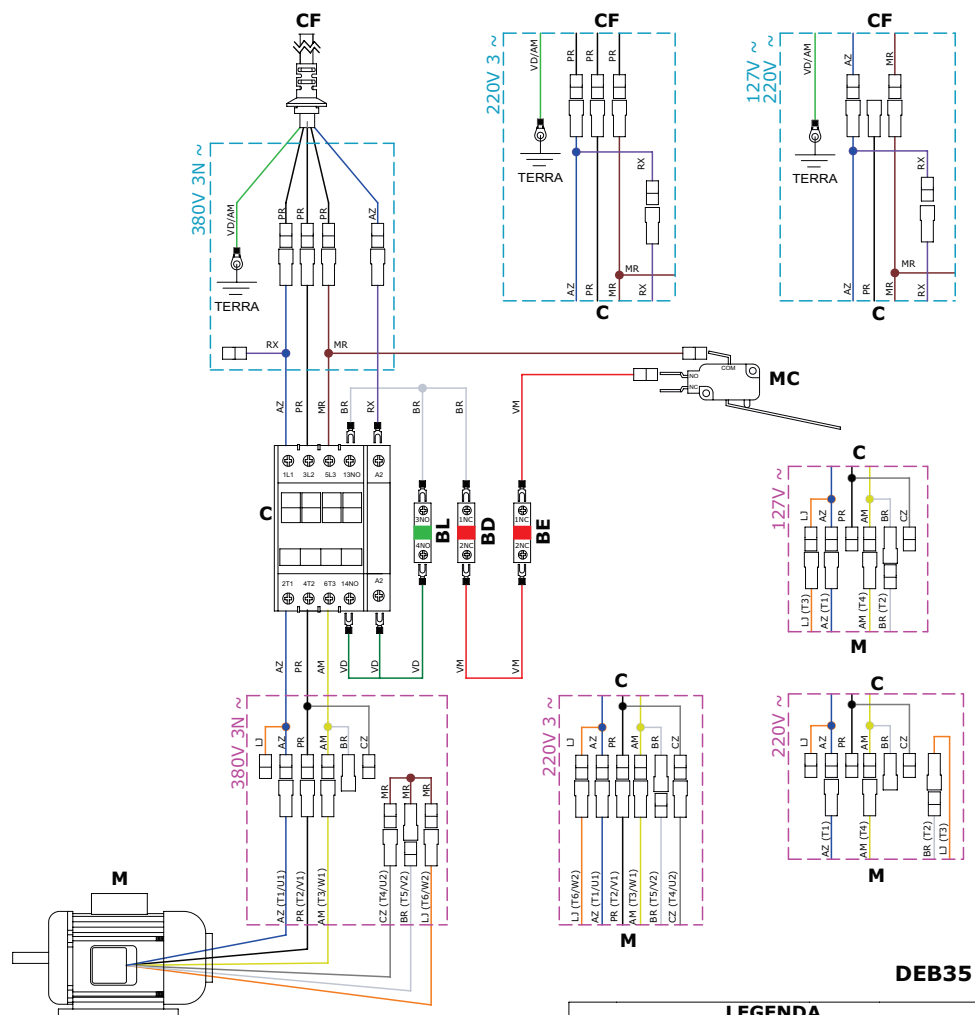 CF
380V 3N ~
VD/AM
PR
PR
PR
AZ
TERRA
RX
MR
AZ
PR
MR
BR
RX
BR
BR
VM
CF
220V 3 ~
VD/AM
PR
PR
PR
TERRA
RX
MR
AZ
PR
MR
RX
C
CF
127V ~
220V ~
VD/AM
AZ
MR
TERRA
RX
MR
AZ
PR
MR
RX
C
COM
NO
NC
MC
C
1L1
3L2
5L3
13NO
A2
2T1
4T2
6T3
14NO
A2
3NO
4NO
BL
1NC
2NC
BD
1NC
2NC
BE
AZ
PR
AM
VD
VD
VD
VM
VM
C
127V ~
LJ
AZ
PR
AM
BR
CZ
LJ (T3)
AZ (T1)
AM (T4)
BR (T2)
M
380V 3N ~
LJ
AZ
PR
AM
BR
CZ
MR
MR
MR
AZ (T1/U1)
PR (T2/V1)
AM (T3/W1)
CZ (T4/U2)
BR (T5/V2)
LJ (T6/W2)
M
C
220V 3 ~
LJ
AZ
PR
AM
BR
CZ
LJ (T6/W2)
AZ (T1/U1)
PR (T2/V1)
AM (T3/W1)
BR (T5/V2)
CZ (T4/U2)
M
C
220V ~
LJ
AZ
PR
AM
BR
CZ
AZ (T1)
AM (T4)
BR (T2)
LJ (T3)
M
DEB35
LEGENDA